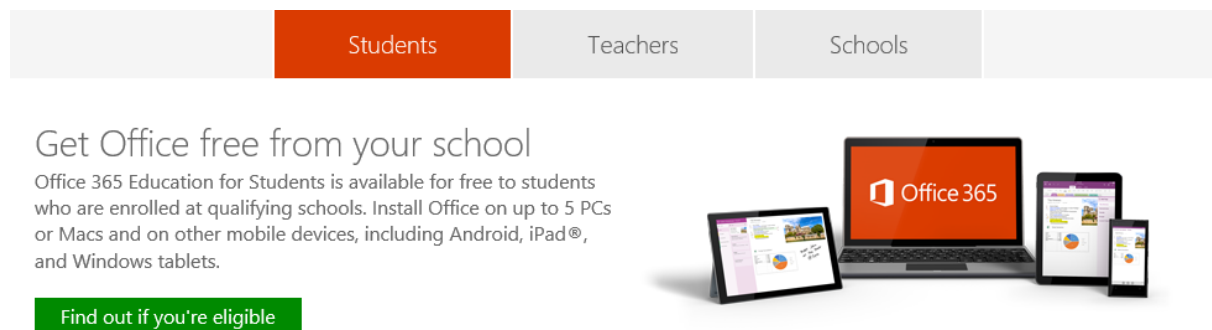 Students
Teachers
Schools
Get Office free from your school
Office 365 Education for Students is available for free to students
who are enrolled at qualifying schools. Install Office on up to 5 PCs
or Macs and on other mobile devices, including Android, iPad®,
and Windows tablets.
Find out if you're eligible
Office 365